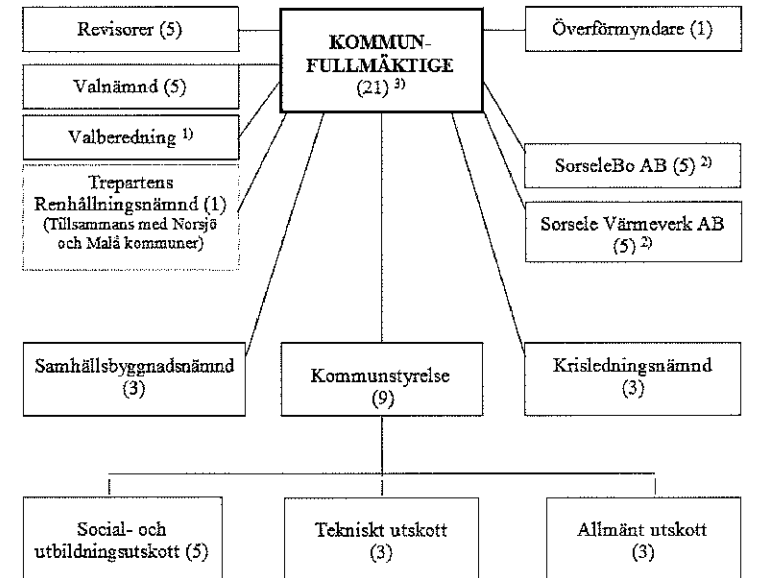 Revisorer (5)
KOMMUN-
FULLMÄKTIGE
(21) 3)
Överförmyndare (1)
Valnämnd (5)
Valberedning 1)
Trepartens
Renhållningsnämnd (1)
(Tillsammans med Norsjö
och Malå kommuner)
SorseleBo AB (5) 2)
Sorsele Värmeverk AB
(5) 2)
Samhällsbyggnadsnämnd
(3)
Kommunstyrelse
(9)
Krisledningsnämnd
(3)
Social- och
utbildningsutskott (5)
Tekniskt utskott
(3)
Allmänt utskott
(3)